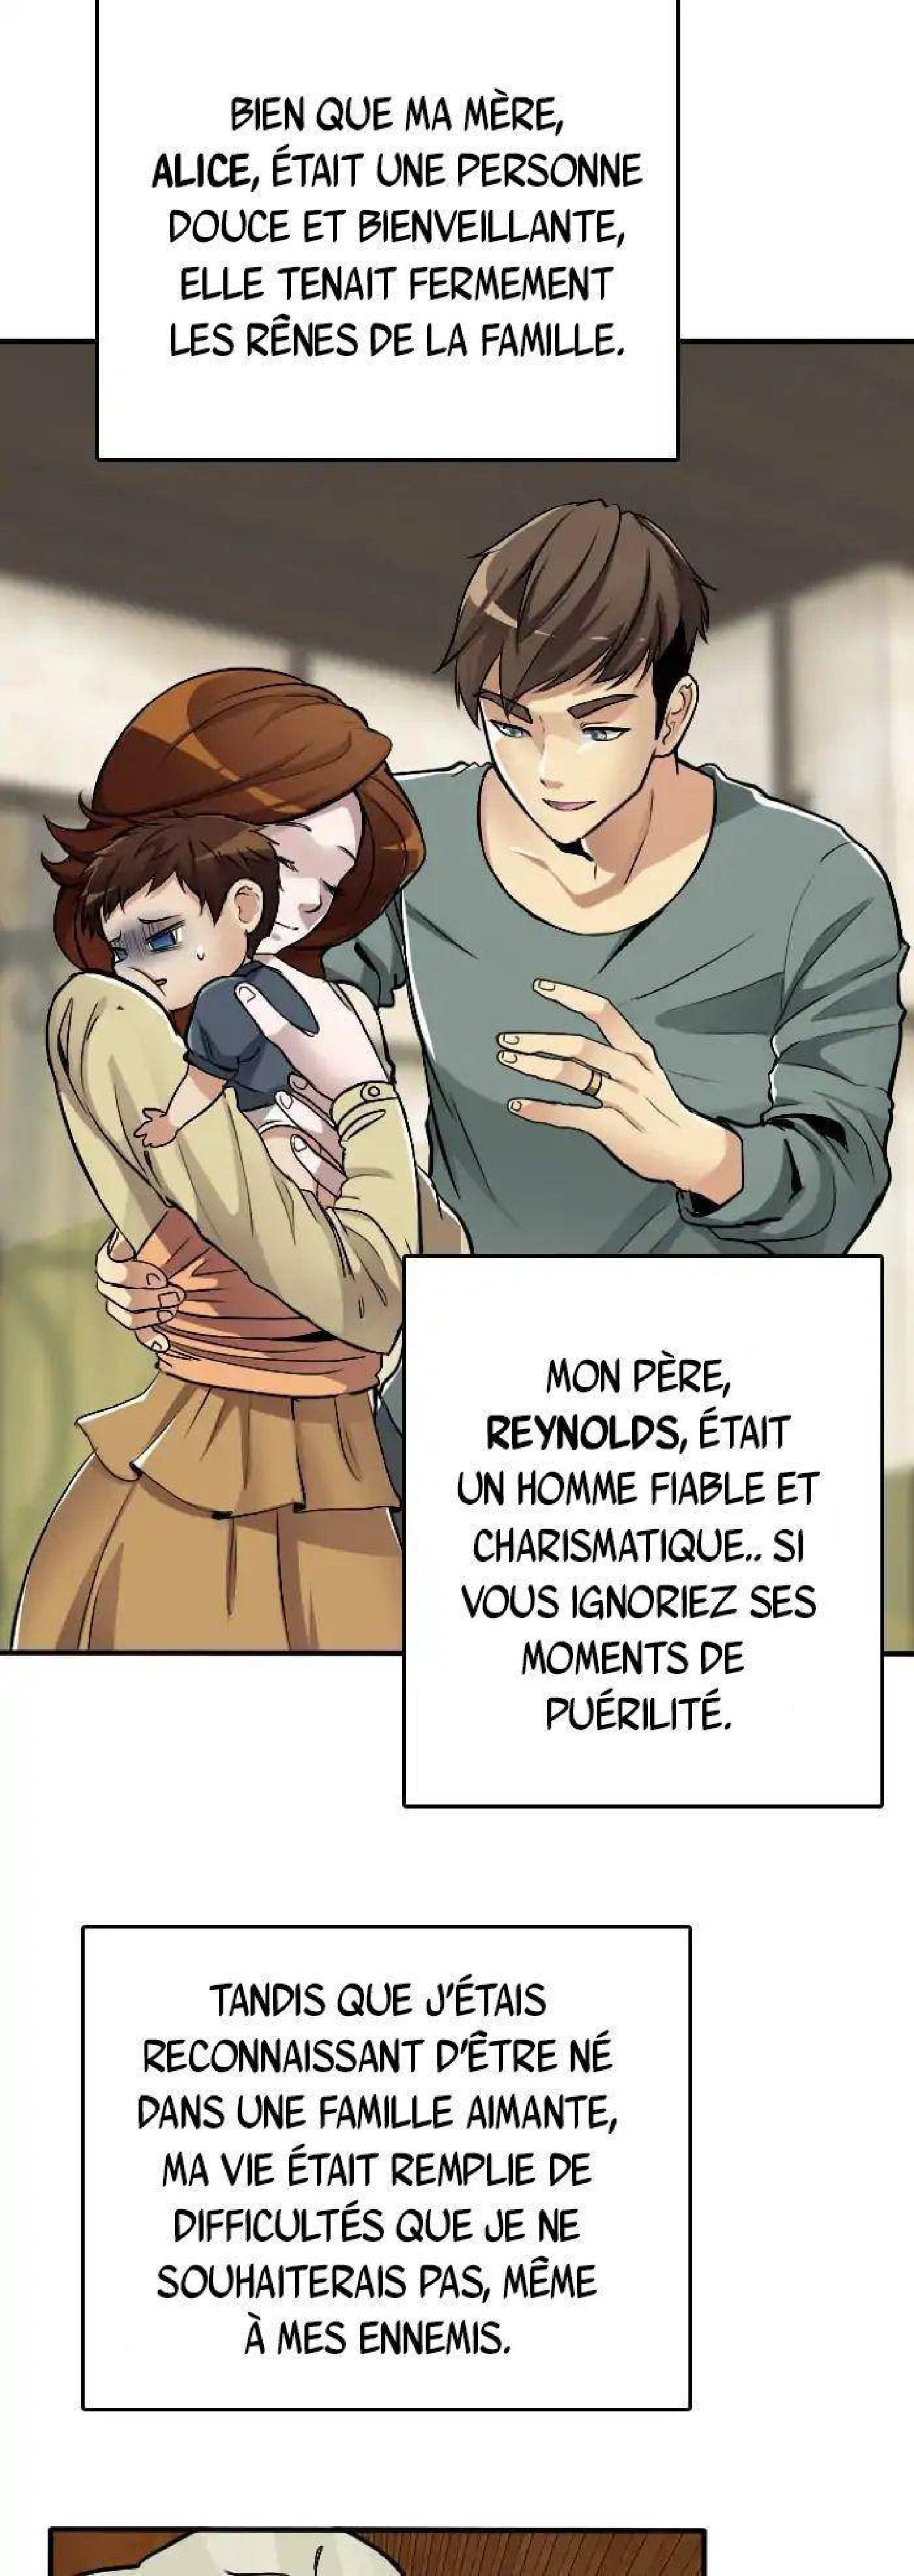 BIEN QUE MA MÈRE,
ALICE, ÉTAIT UNE PERSONNE
DOUCE ET BIENVEILLANTE,
ELLE TENAIT FERMEMENT
LES RÊNES DE LA FAMILLE.
MON PÈRE,
REYNOLDS, ÉTAIT
UN HOMME FIABLE ET
CHARISMATIQUE.. SI
VOUS IGNORIEZ SES
MOMENTS DE
PUÉRILITÉ.
TANDIS QUE J'ÉTAIS
RECONNAISSANT D'ÊTRE NÉ
DANS UNE FAMILLE AIMANTE,
MA VIE ÉTAIT REMPLIE DE
DIFFICULTÉS QUE JE NE
SOUHAITERAIS PAS, MÊME
À MES ENNEMIS.